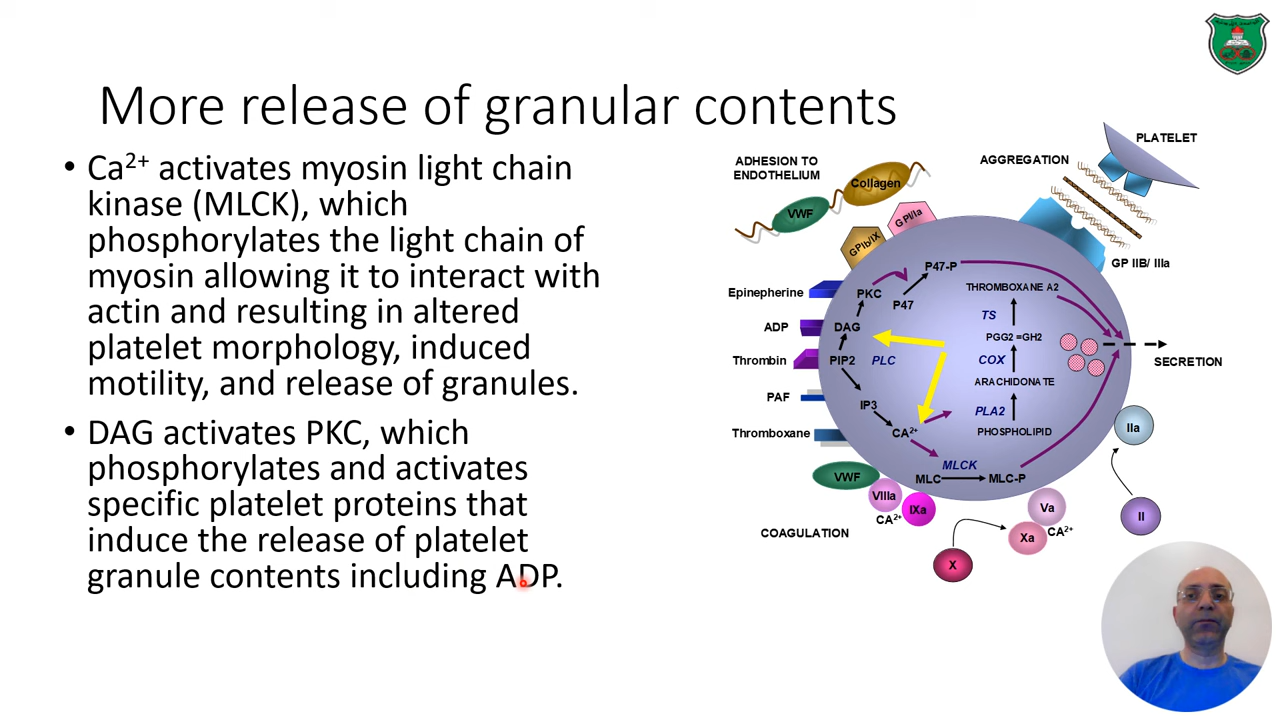 More release of granular contents
• Ca2+ activates myosin light chain
kinase (MLCK), which
phosphorylates the light chain of
myosin allowing it to interact with
actin and resulting in altered
platelet morphology, induced
motility, and release of granules.
• DAG activates PKC, which
phosphorylates and activates
specific platelet proteins that
induce the release of platelet
granule contents including ADP.
ADHESION TO
ENDOTHELIUM
Collagen
VWF
GPIb/IX
GPI/Ia
AGGREGATION
PLATELET
GP IIB/ IIIa
Epinepherine
ADP
Thrombin
PAF
Thromboxane
PKC
P47-P
P47
DAG
PIP2
PLC
IP3
CA2+
THROMBOXANE A2
TS
PGG2 =GH2
COX
ARACHIDONATE
PLA2
PHOSPHOLIPID
MLCK
MLC
MLC-P
SECRETION
VWF
VIIIa
CA2+
IXa
COAGULATION
X
Xa
Va
CA2+
IIa
II